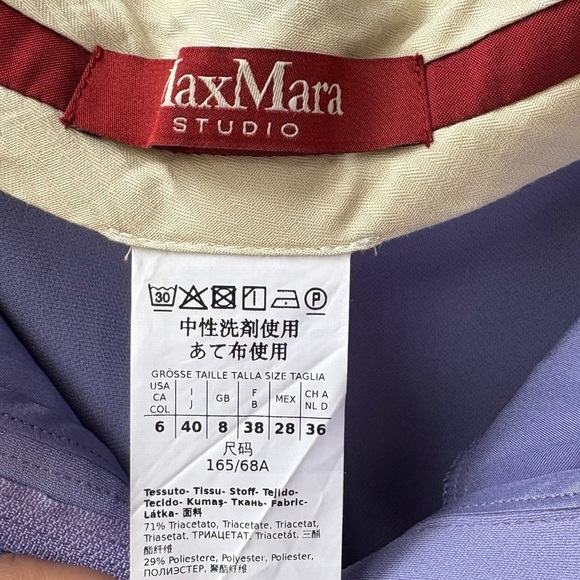 MaxMara
STUDIO
30 P
中性洗剤使用
あて布使用
GRÖSSE TAILLE TALLA SIZE TAGLIA
USA CA COL I J GB F B MEX CH A NL D
6 40 8 38 28 36
尺码
165/68A
Tessuto- Tissu- Stoff- Tejido-
Tecido- Kumaş- Ткань- Fabric-
Látka- 面料
71% Triacetato, Triacetate, Triacetat,
Triasetat, ТРИАЦЕТАТ, Triacetát, 三醋
酯纤维
29% Poliestere, Polyester, Poliester,
ПОЛИЭСТЕР, 聚酯纤维